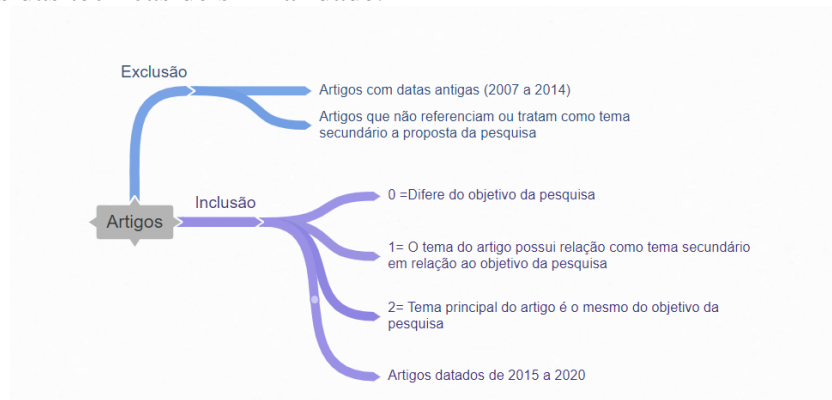 Exclusão
Artigos com datas antigas (2007 a 2014)
Artigos que não referenciam ou tratam como tema
secundário a proposta da pesquisa
Artigos
Inclusão
0 =Difere do objetivo da pesquisa
1= O tema do artigo possui relação como tema secundário
em relação ao objetivo da pesquisa
2= Tema principal do artigo é o mesmo do objetivo da
pesquisa
Artigos datados de 2015 a 2020